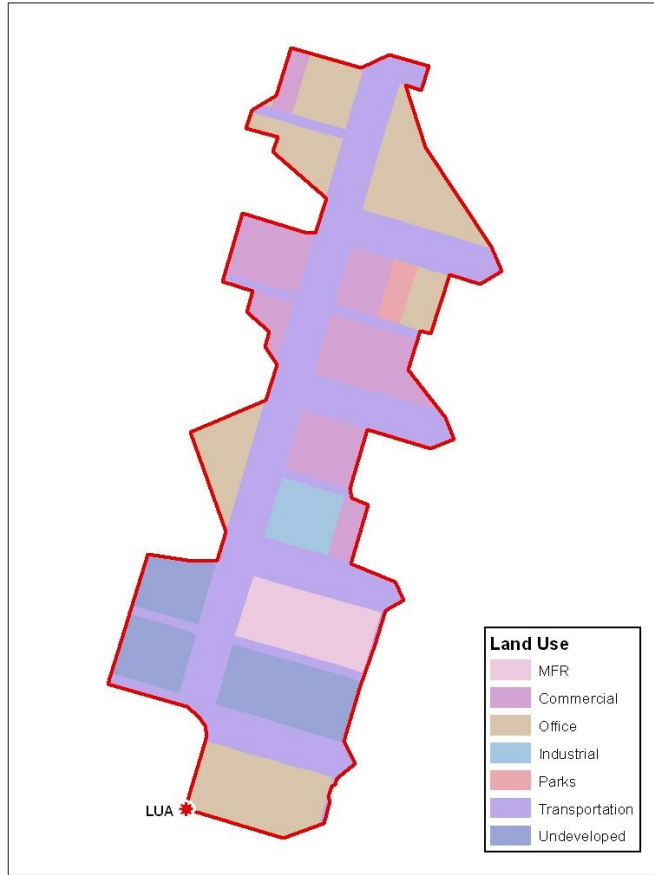 Land Use
MFR
Commercial
Office
Industrial
Parks
Transportation
Undeveloped
LUA